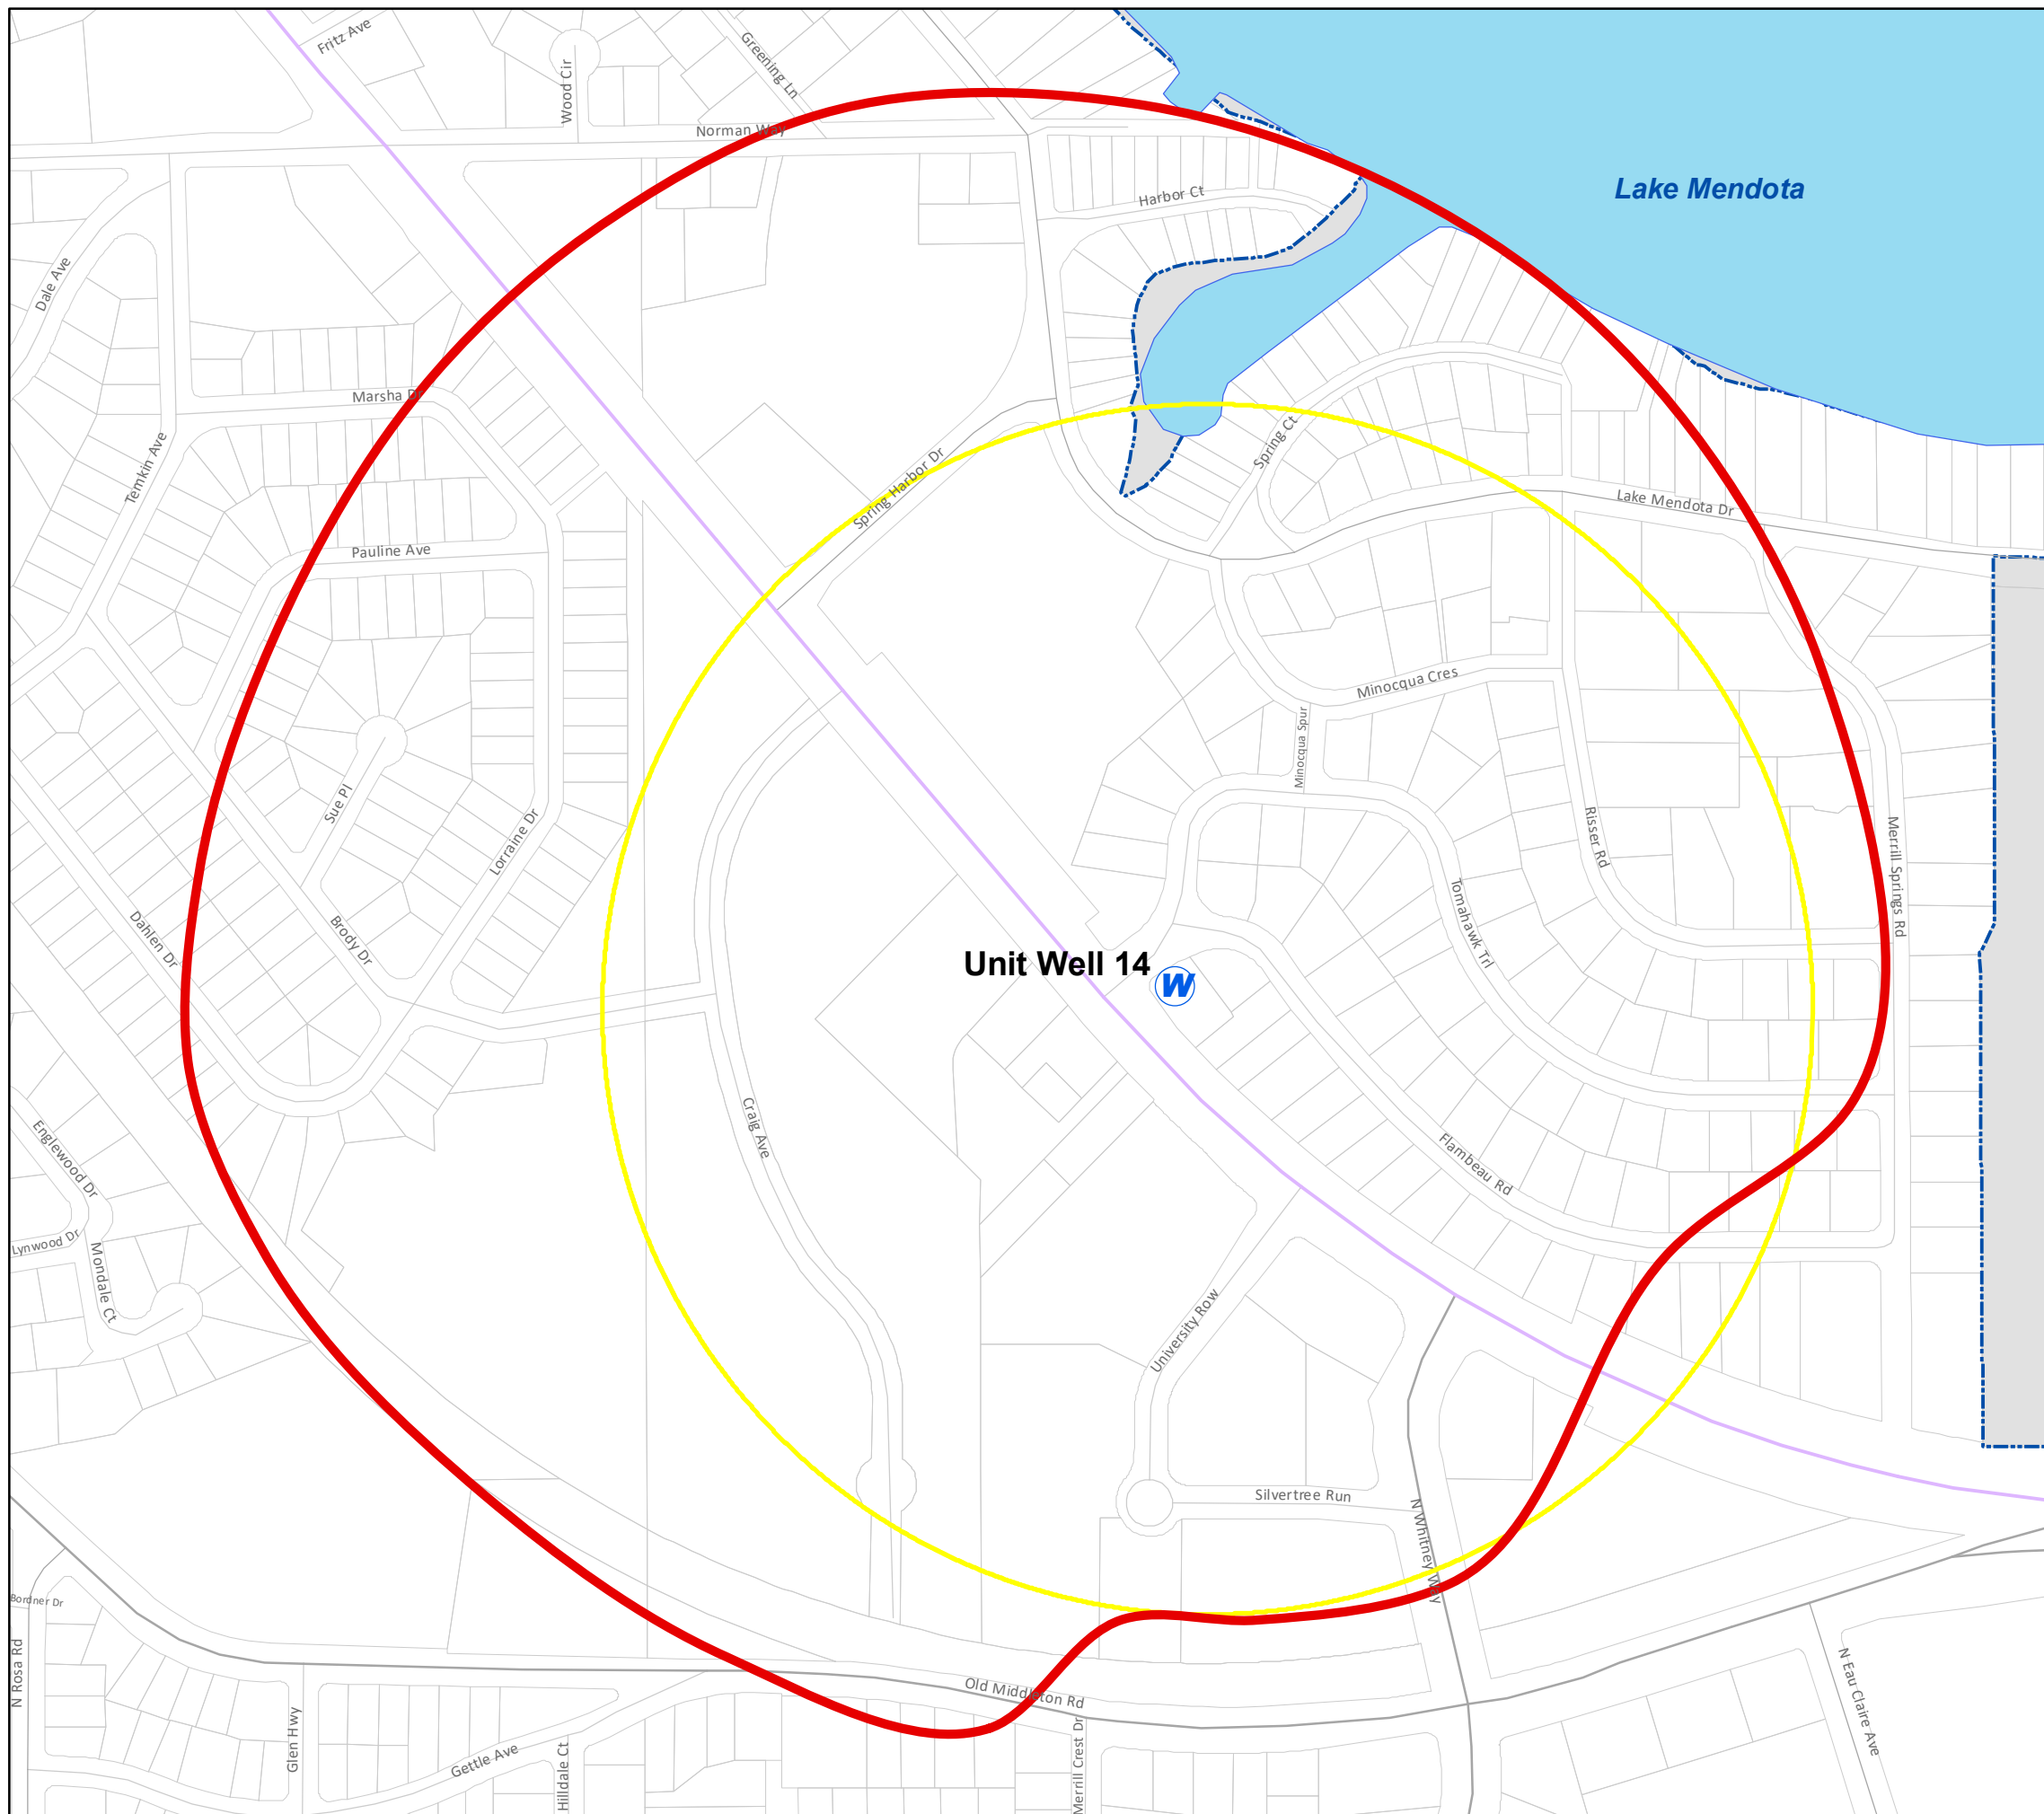 Fritz Ave
Wood Cir
Greening Ln
Norman Way
Lake Mendota
Harbor Ct
Dale Ave
Marsha Dr
Temkin Ave
Spring Ct
Spring Harbor Dr
Lake Mendota Dr
Pauline Ave
Minocqua Cres
Minocqua Spur
Sue Pl
Lorraine Dr
Risser Rd
Merrill Springs Rd
Tomahawk Trl
Dahlen Dr
Brody Dr
Unit Well 14
W
Craig Ave
Englewood Dr
Flambeau Rd
Lynwood Dr
Mondale Ct
University Row
Silvertree Run
N Whitney Way
Bordner Dr
N Rosa Rd
Old Middleton Rd
N Eau Claire Ave
Glen Hwy
Gettle Ave
Hilldale Ct
Merrill Crest Dr